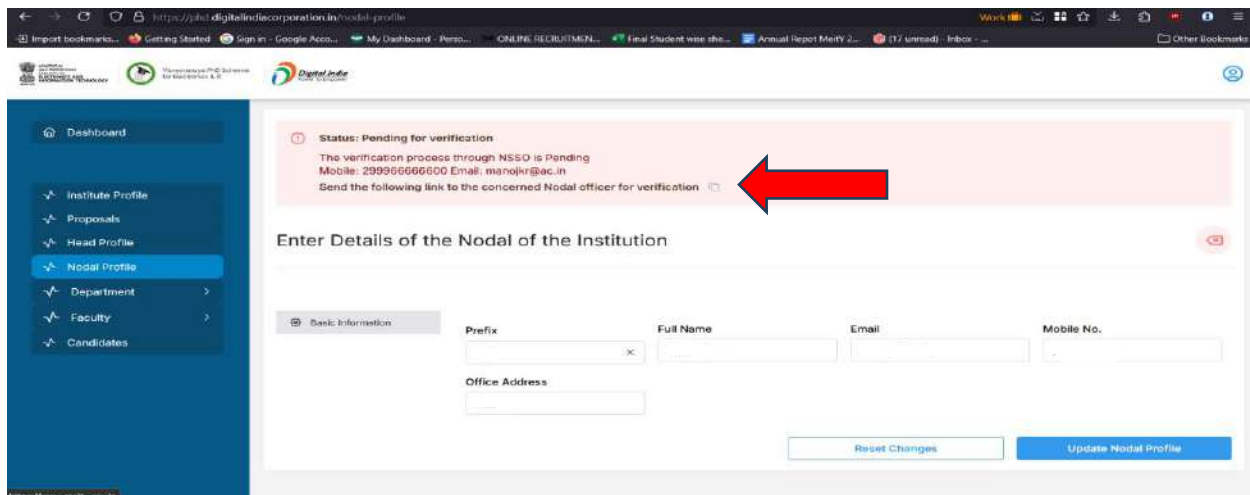 https://phd.digitalindiacorporation.in/nodal-profile
Work
Import bookmarks... Getting Started Sign in - Google Acco... My Dashboard - Perso... ONLINE RECRUITMEN... Final Student wise she... Annual Repot MeitY 2... (17 unread) - Inbox - ... Other Bookmarks
Digital India
Dashboard
Institute Profile
Proposals
Head Profile
Nodal Profile
Department
Faculty
Candidates
Status: Pending for verification
The verification process through NSSO is Pending
Mobile: 299966666600 Email: manojkr@ac.in
Send the following link to the concerned Nodal officer for verification
Enter Details of the Nodal of the Institution
Basic Information
Prefix Full Name Email Mobile No.
Office Address
Reset Changes Update Nodal Profile